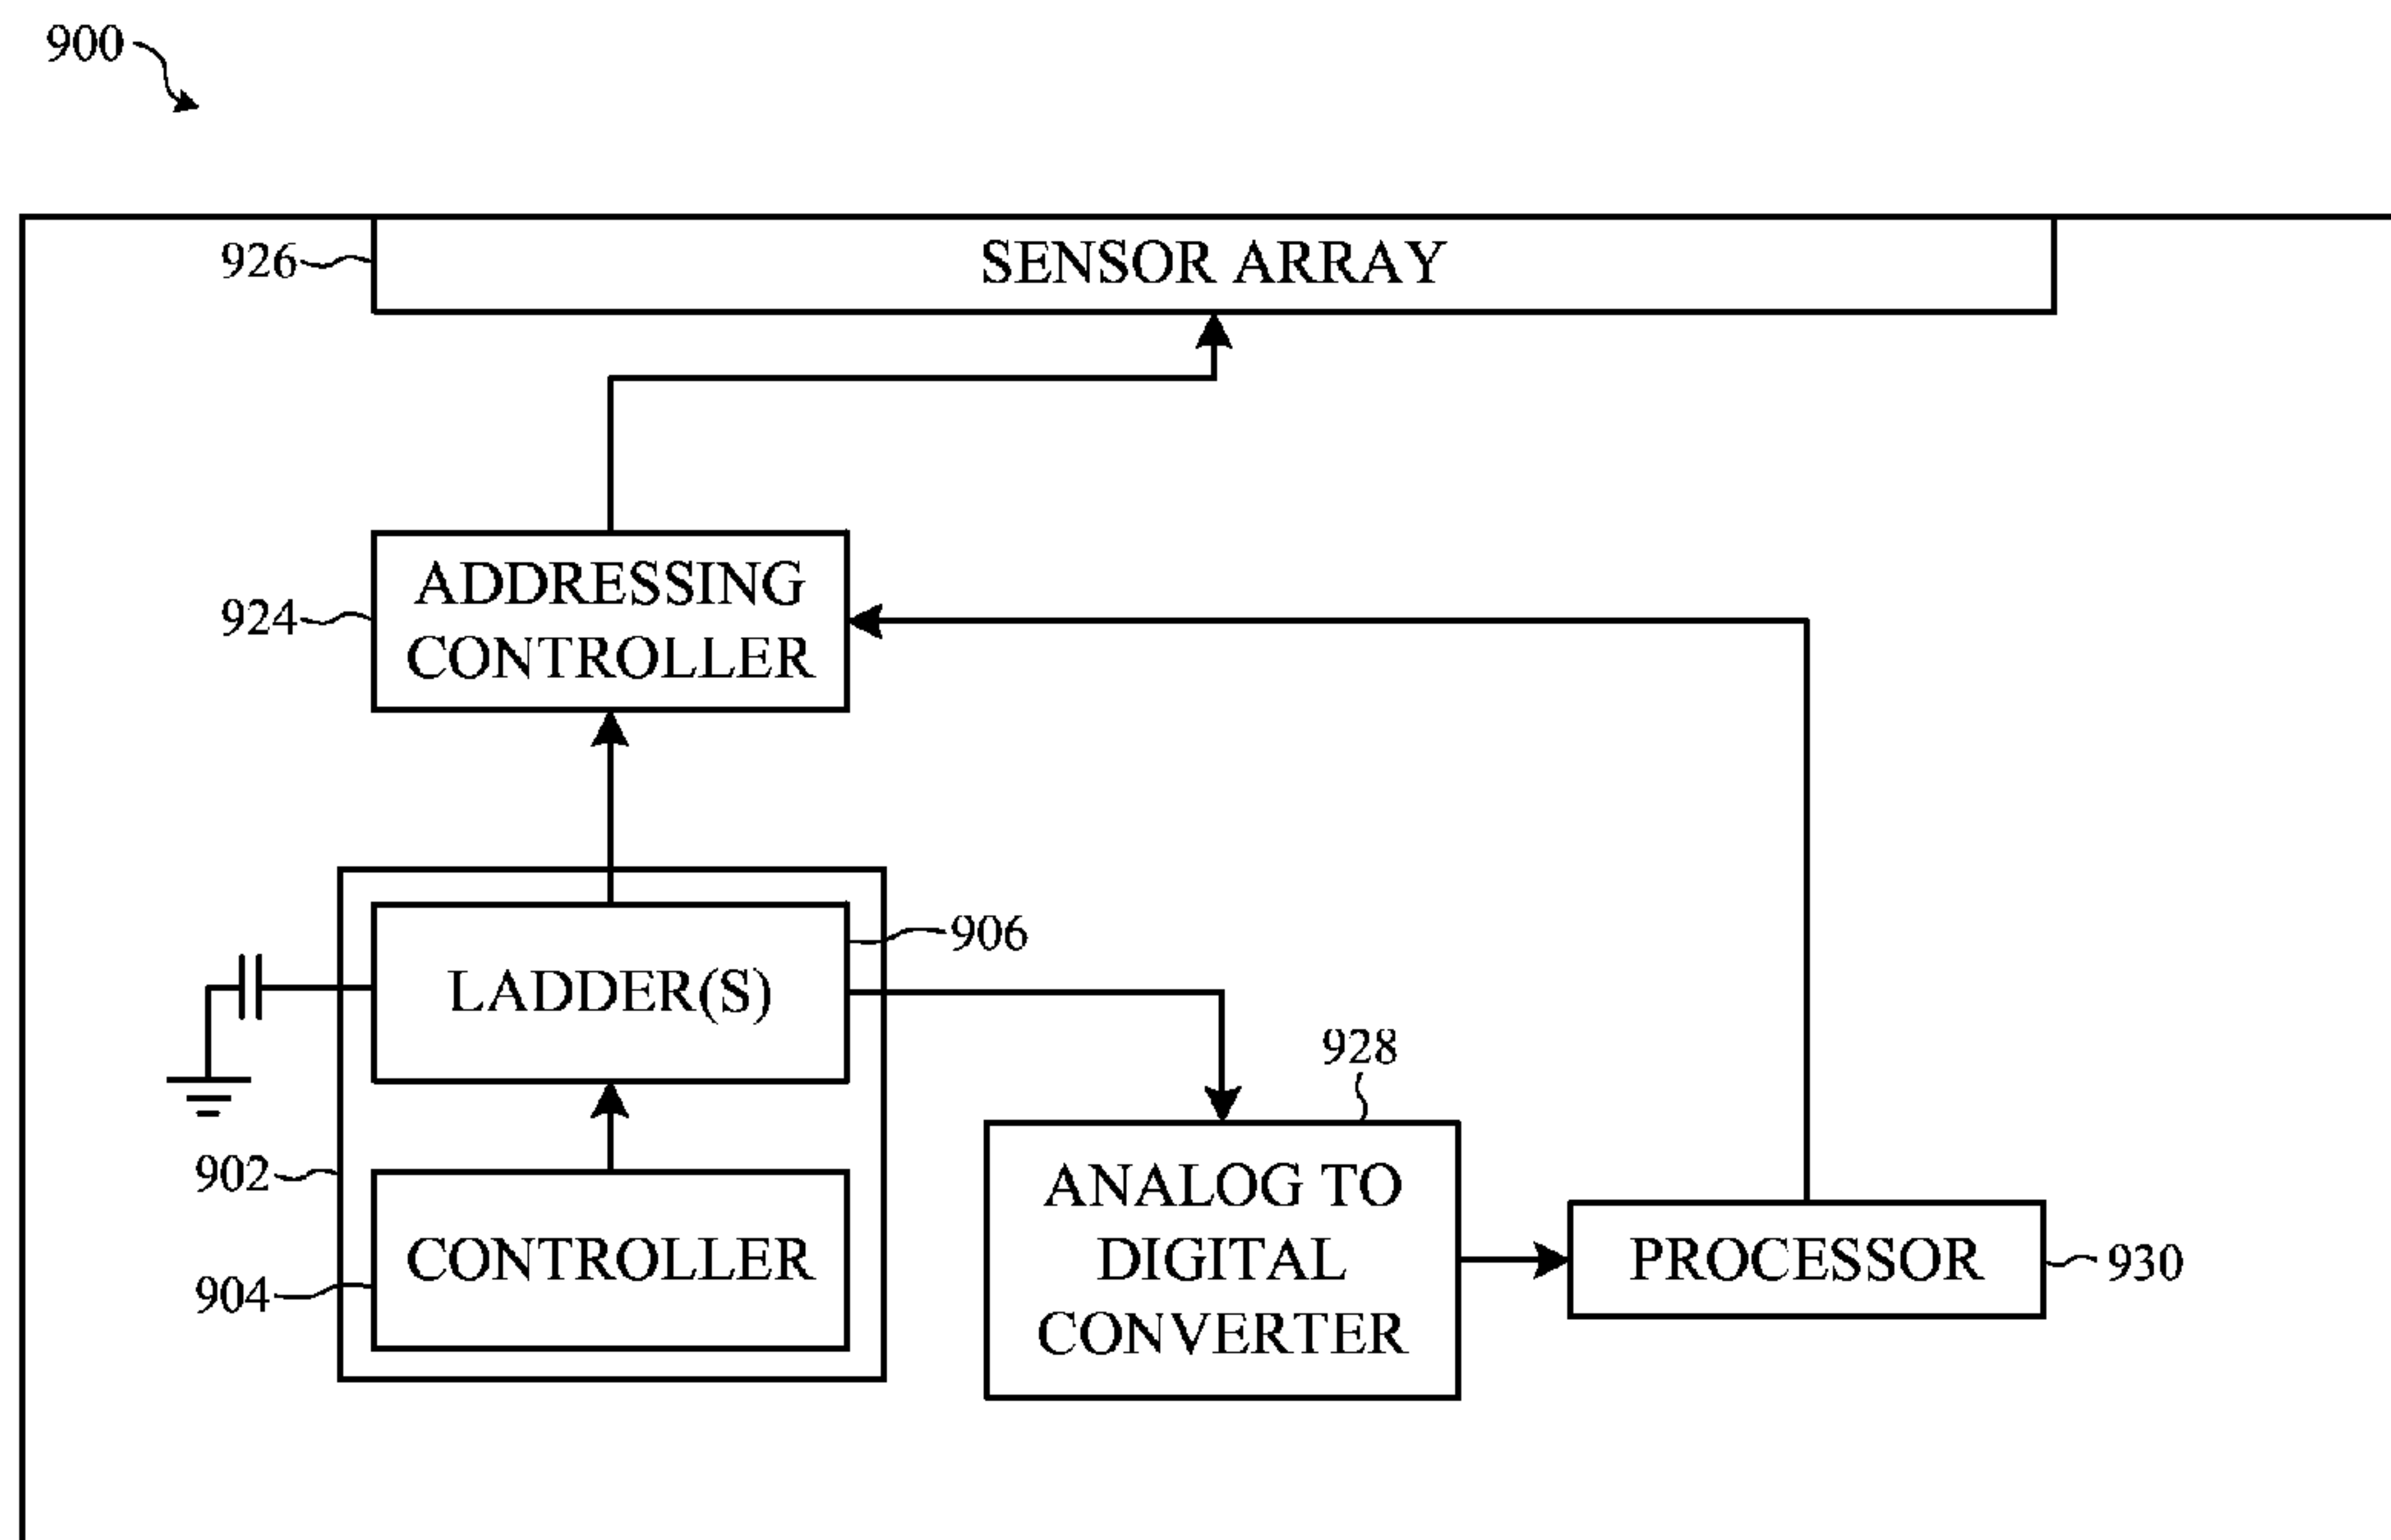 900
926
SENSOR ARRAY
924
ADDRESSING
CONTROLLER
906
LADDER(S)
928
902
ANALOG TO
DIGITAL
CONVERTER
904
CONTROLLER
PROCESSOR
930